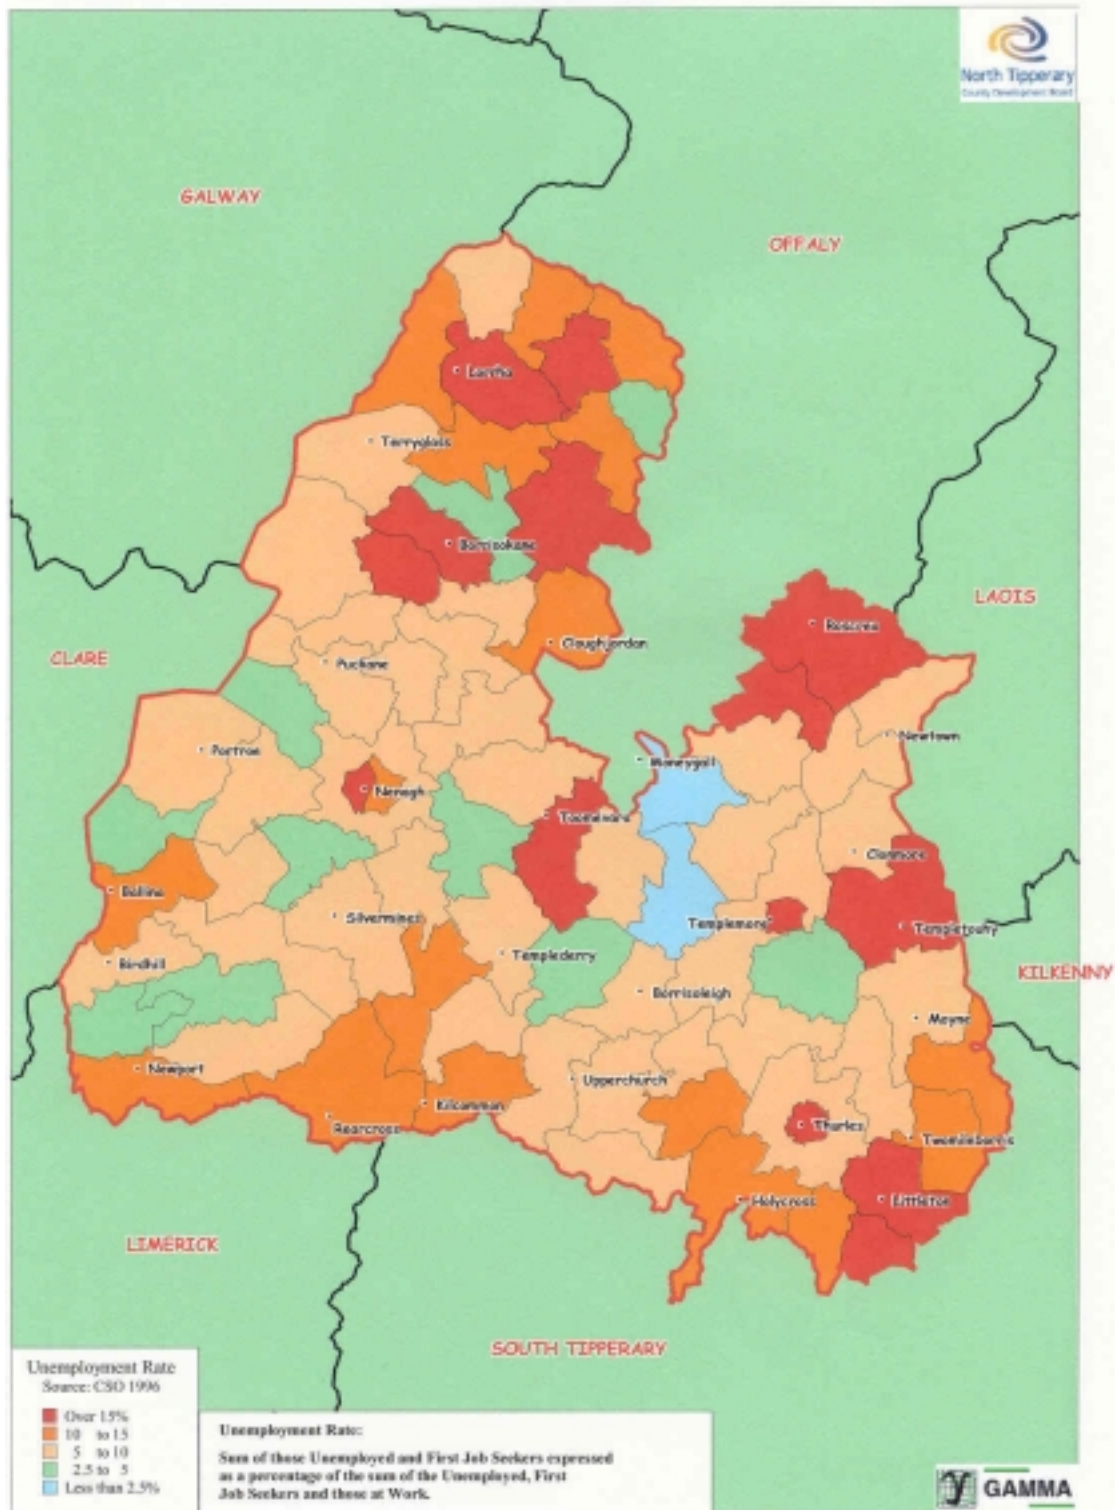 North Tipperary
County Development Board
GALWAY
OFFALY
Lorrha
Terryglass
Borrisokane
LAOIS
Roscrea
Cloughjordan
CLARE
Puckane
Newtown
Portroe
Moneygall
Nenagh
Toomevara
Clonmore
Ballina
Silvermines
Templemore
Templetouhy
Templederry
Birdhill
KILKENNY
Borrisoleigh
Moyne
Newport
Upperchurch
Kilcommon
Rearcross
Thurles
Twomileborris
Holycross
Littleton
LIMERICK
SOUTH TIPPERARY
Unemployment Rate
Source: CSO 1996
Over 15%
10 to 15
5 to 10
2.5 to 5
Less than 2.5%
Unemployment Rate:
Sum of those Unemployed and First Job Seekers expressed
as a percentage of the sum of the Unemployed, First
Job Seekers and those at Work.
GAMMA